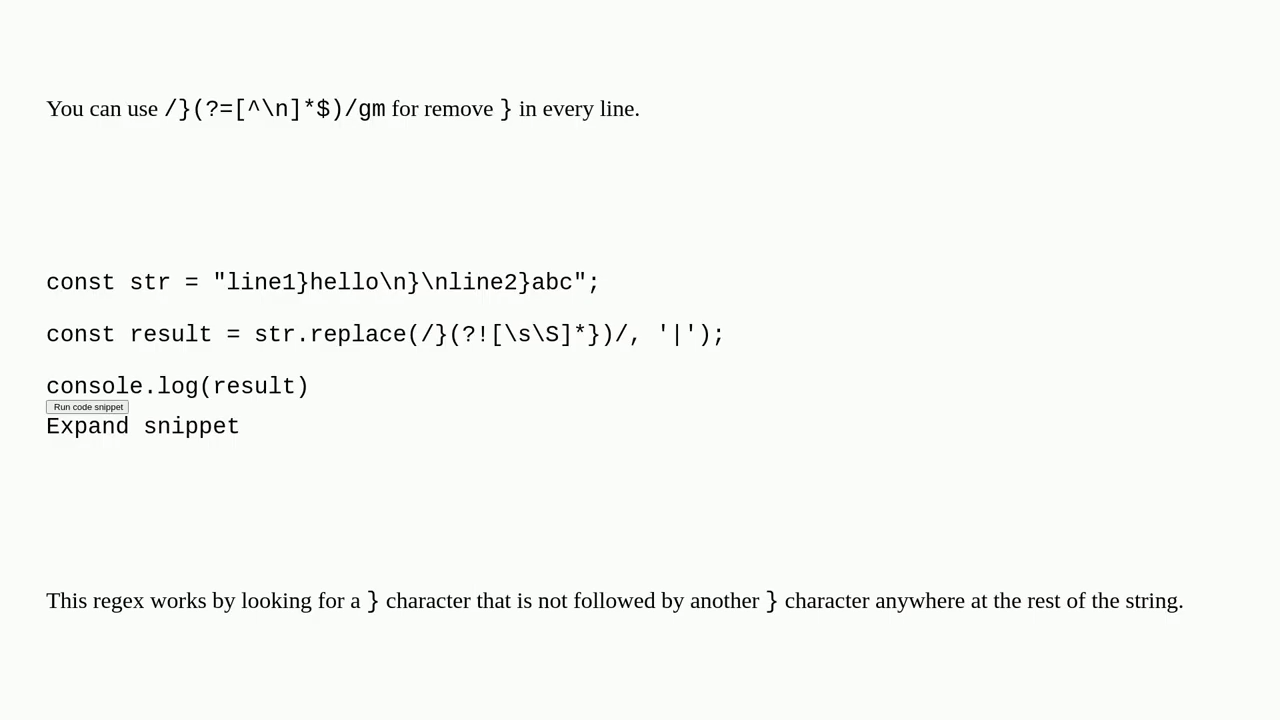 You can use /}(?=[^\n]*$)/gm for remove } in every line.
const str = "line1}hello\n}\nline2}abc";
const result = str.replace(/}(?![\s\S]*})/, '|');
console.log(result)
Run code snippet
Expand snippet
This regex works by looking for a } character that is not followed by another } character anywhere at the rest of the string.